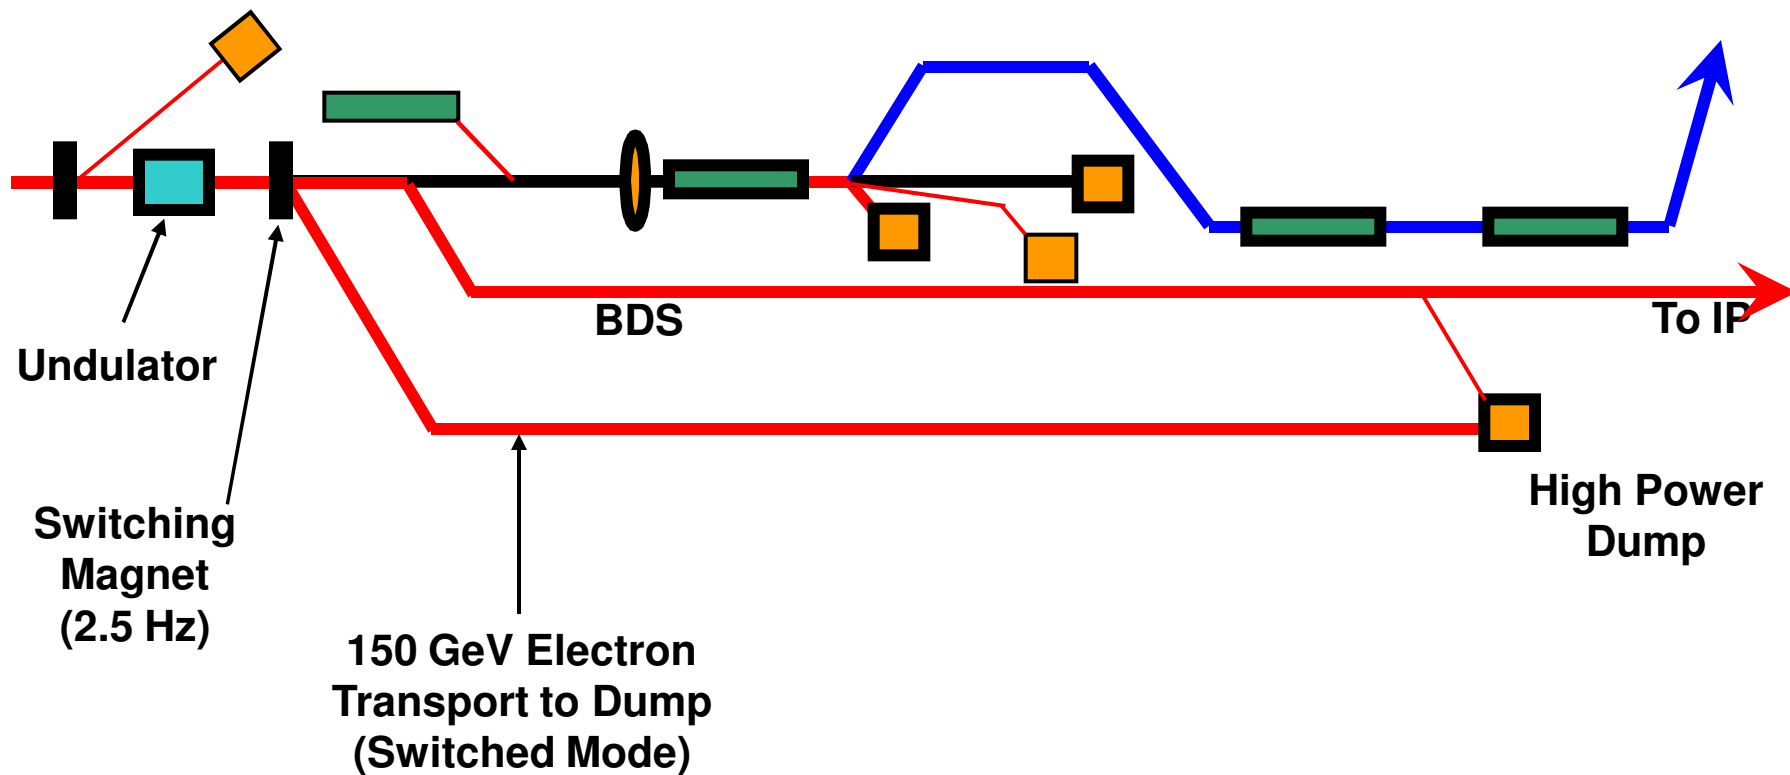 BDS
To IP
Undulator
High Power
Dump
Switching
Magnet
(2.5 Hz)
150 GeV Electron
Transport to Dump
(Switched Mode)